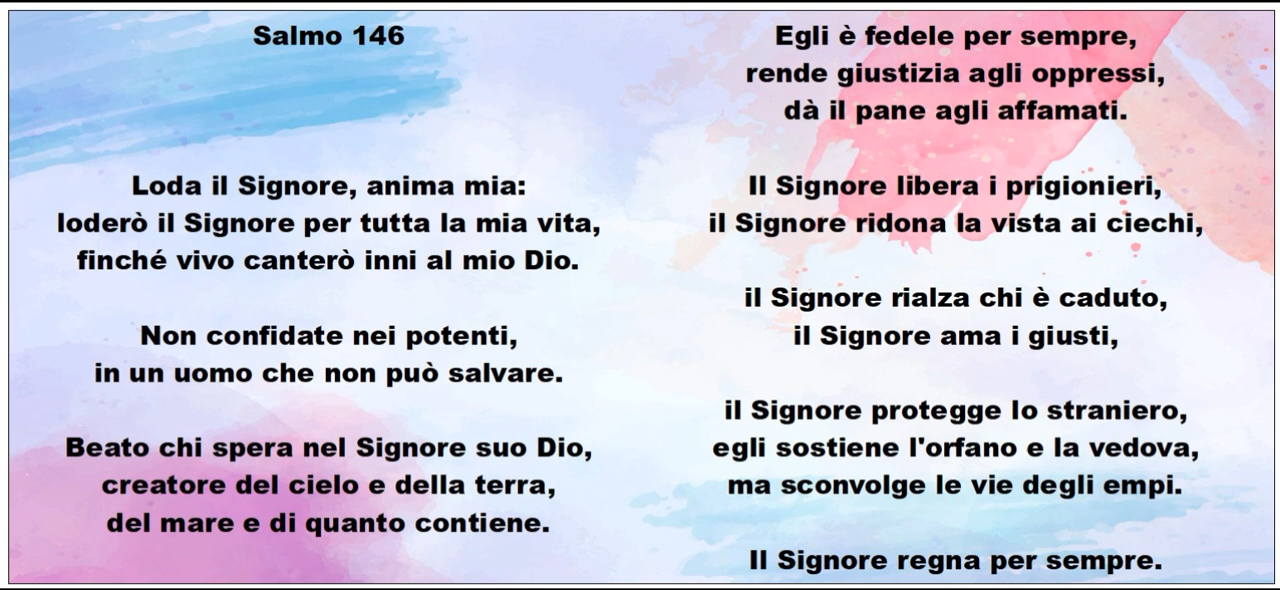 Salmo 146
Loda il Signore, anima mia:
loderò il Signore per tutta la mia vita,
finché vivo canterò inni al mio Dio.
Non confidate nei potenti,
in un uomo che non può salvare.
Beato chi spera nel Signore suo Dio,
creatore del cielo e della terra,
del mare e di quanto contiene.
Egli è fedele per sempre,
rende giustizia agli oppressi,
dà il pane agli affamati.
Il Signore libera i prigionieri,
il Signore ridona la vista ai ciechi,
il Signore rialza chi è caduto,
il Signore ama i giusti,
il Signore protegge lo straniero,
egli sostiene l'orfano e la vedova,
ma sconvolge le vie degli empi.
Il Signore regna per sempre.